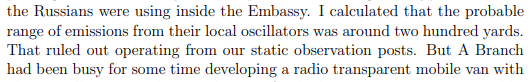 the Russians were using inside the Embassy. I calculated that the probable
range of emissions from their local oscillators was around two hundred yards.
That ruled out operating from our static observation posts. But A Branch
had been busy for some time developing a radio transparent mobile van with